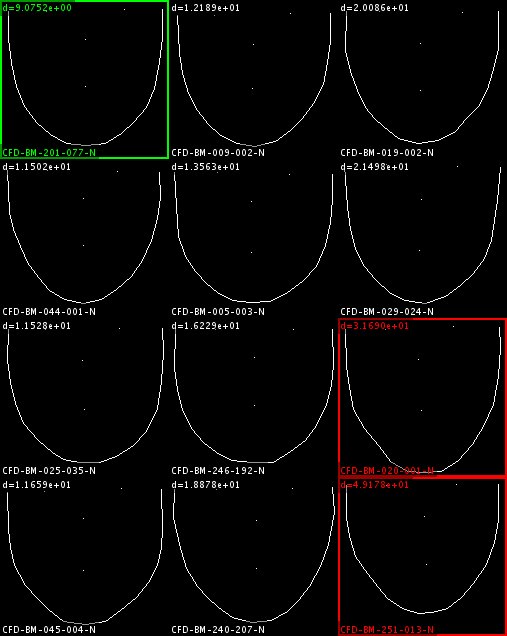 d=9.0752e+00
d=1.2189e+01
d=2.0086e+01
CFD-BM-201-077-N
CFD-BM-009-002-N
CFD-BM-019-002-N
d=1.1502e+01
d=1.3563e+01
d=2.1498e+01
CFD-BM-044-001-N
CFD-BM-005-003-N
CFD-BM-029-024-N
d=1.1528e+01
d=1.6229e+01
d=3.1690e+01
CFD-BM-025-035-N
CFD-BM-246-192-N
d=1.1659e+01
d=1.8878e+01
d=4.9178e+01
CFD-BM-045-004-N
CFD-BM-240-207-N
CFD-BM-251-013-N